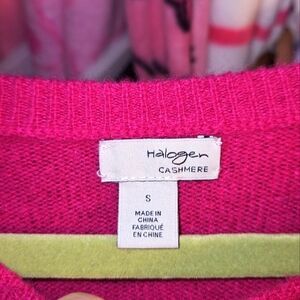 Halogen
CASHMERE
S
MADE IN
CHINA
FABRIQUÉ
EN CHINE